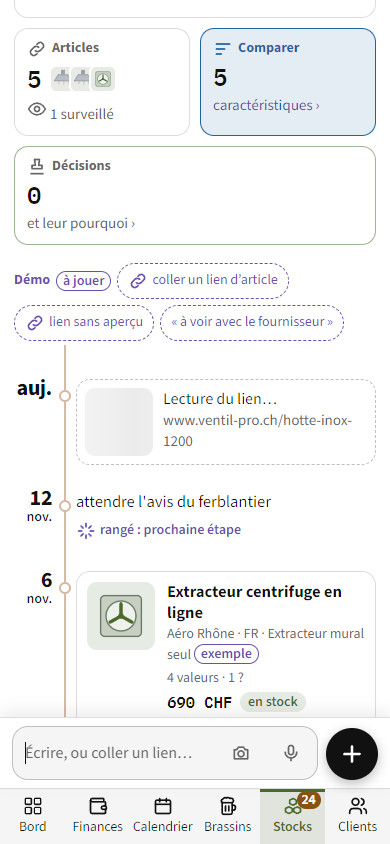 Articles
5
1 surveillé
Comparer
5
caractéristiques ›
Décisions
0
et leur pourquoi ›
Démo à jouer coller un lien d'article
lien sans aperçu « à voir avec le fournisseur »
auj.
Lecture du lien…
www.ventil-pro.ch/hotte-inox-
1200
12
nov.
attendre l'avis du ferblantier
rangé : prochaine étape
6
nov.
Extracteur centrifuge en
ligne
Aéro Rhône · FR · Extracteur mural
seul exemple
4 valeurs · 1 ?
690 CHF en stock
Écrire, ou coller un lien…
Bord Finances Calendrier Brassins Stocks 24 Clients